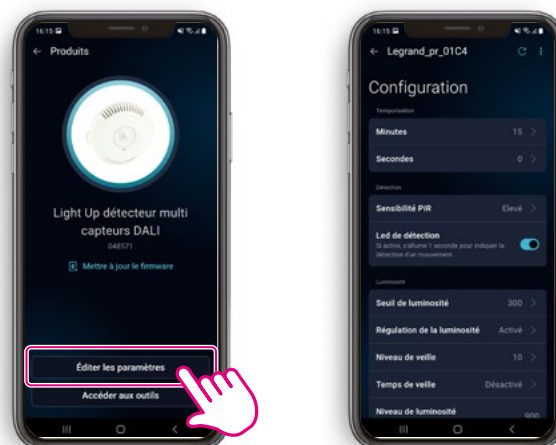 16:15
← Produits
Light Up détecteur multi
capteurs DALI
048571
Mettre à jour le firmware
Éditer les paramètres
Accéder aux outils
16:15
← Legrand_pr_01C4
Configuration
Temporisation
Minutes 15 >
Secondes 0 >
Détection
Sensibilité PIR Elevé >
Led de détection
Si active, s'allume 1 seconde pour indiquer la
détection d'un mouvement.
Luminosité
Seuil de luminosité 300 >
Régulation de la luminosité Activé >
Niveau de veille 10 >
Temps de veille Désactivé >
Niveau de luminosité 900